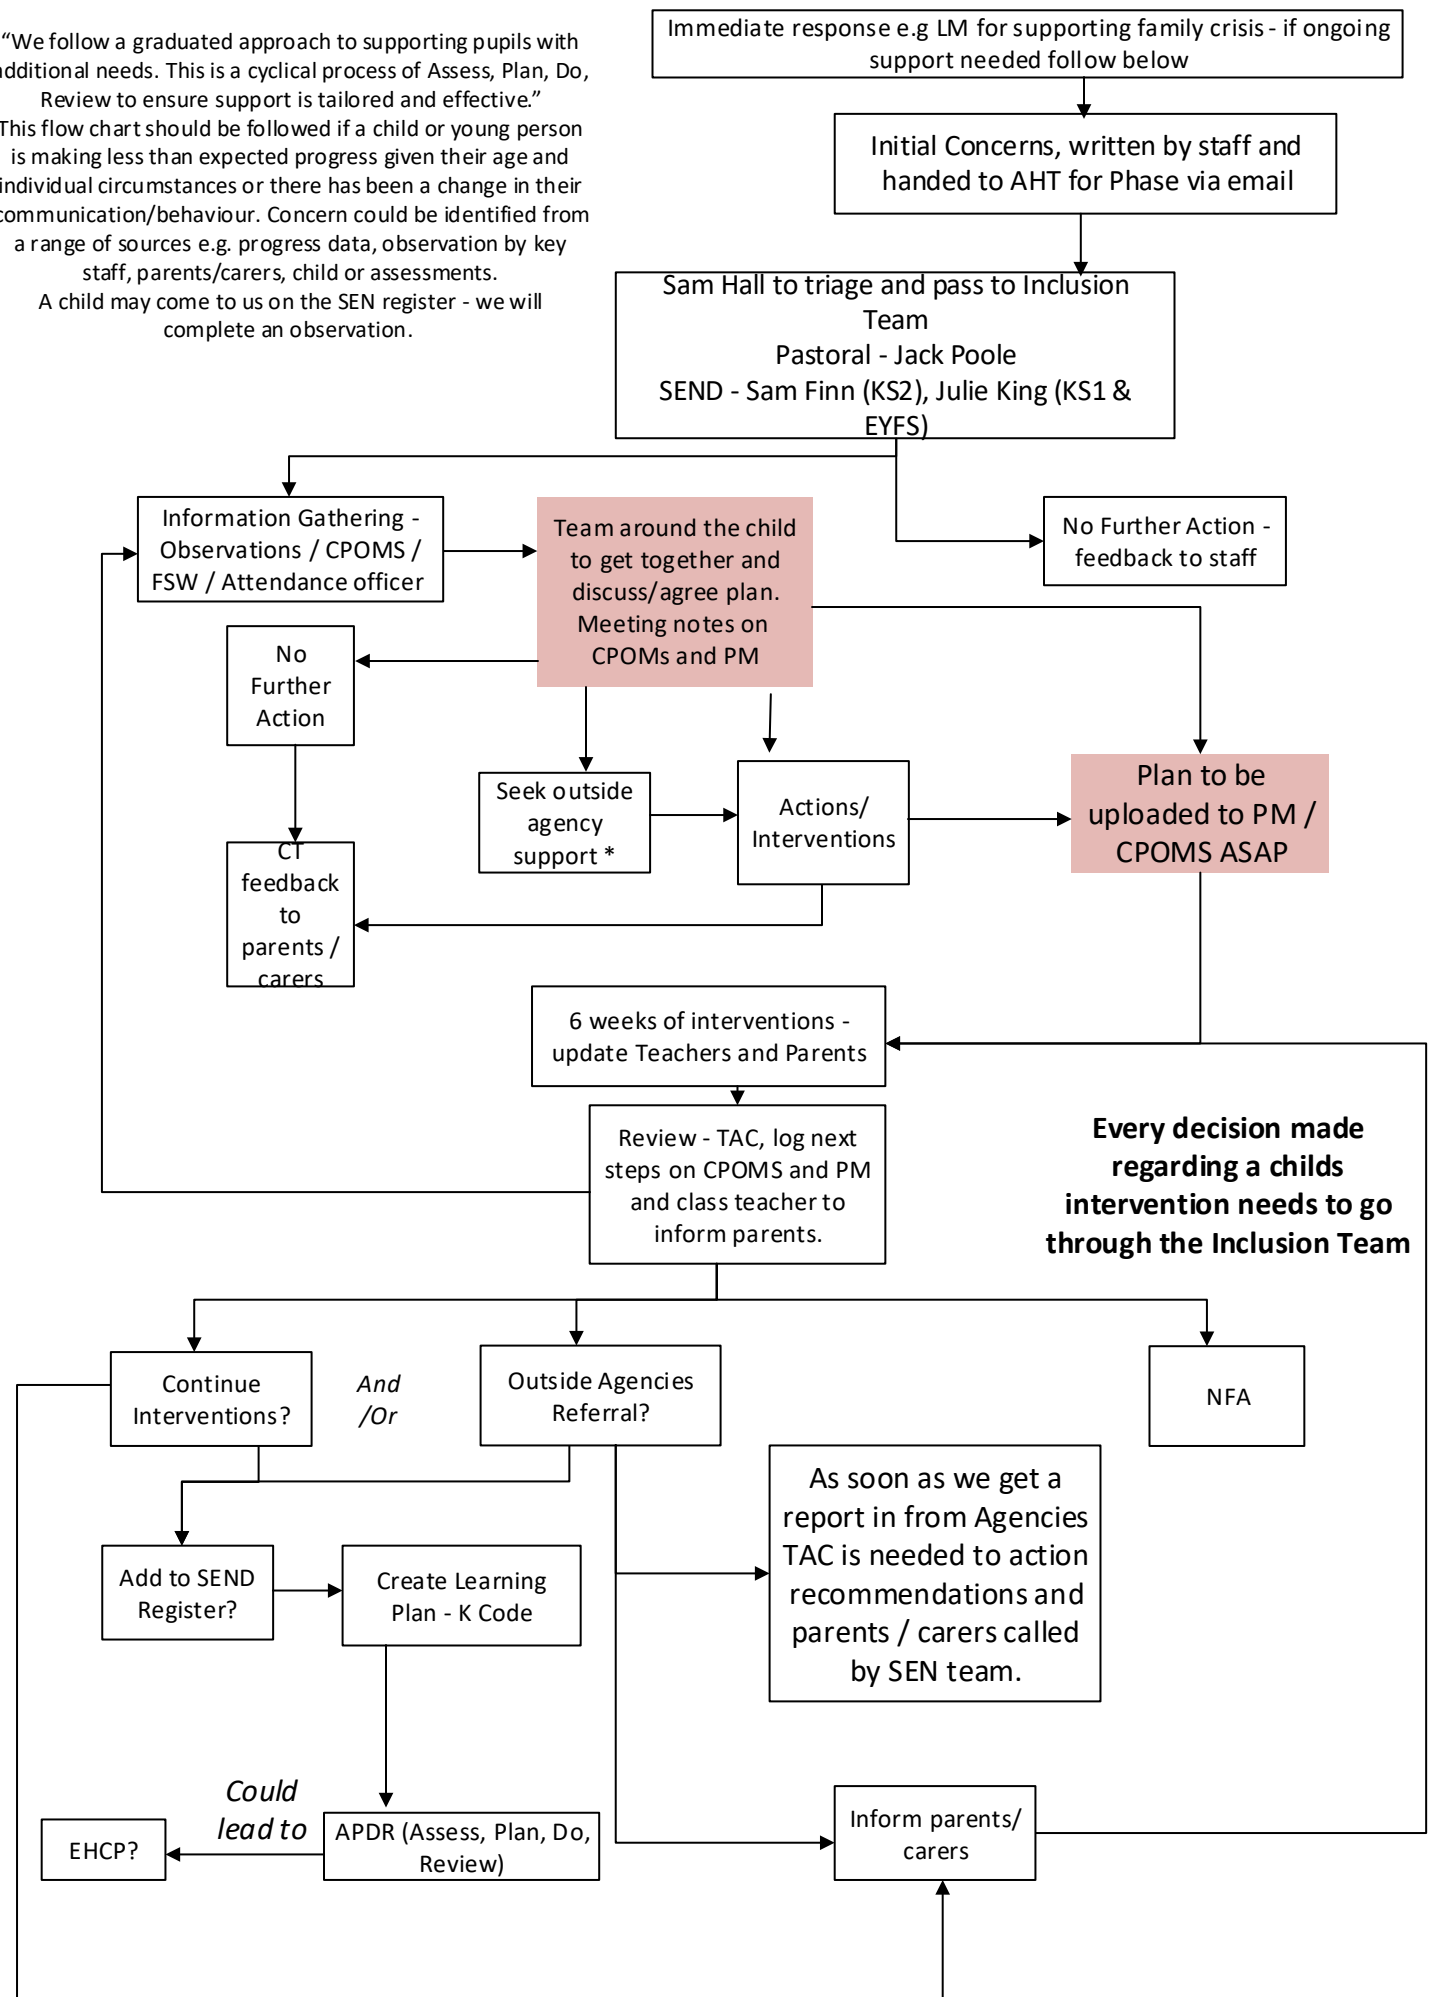 “We follow a graduated approach to supporting pupils with
additional needs. This is a cyclical process of Assess, Plan, Do,
Review to ensure support is tailored and effective.”
This flow chart should be followed if a child or young person
is making less than expected progress given their age and
individual circumstances or there has been a change in their
communication/behaviour. Concern could be identified from
a range of sources e.g. progress data, observation by key
staff, parents/carers, child or assessments.
A child may come to us on the SEN register - we will
complete an observation.
Immediate response e.g LM for supporting family crisis - if ongoing
support needed follow below
Initial Concerns, written by staff and
handed to AHT for Phase via email
Sam Hall to triage and pass to Inclusion
Team
Pastoral - Jack Poole
SEND - Sam Finn (KS2), Julie King (KS1 &
EYFS)
Information Gathering -
Observations / CPOMS /
FSW / Attendance officer
Team around the child
to get together and
discuss/agree plan.
Meeting notes on
CPOMs and PM
No Further Action -
feedback to staff
No
Further
Action
Seek outside
agency
support *
Actions/
Interventions
Plan to be
uploaded to PM /
CPOMS ASAP
CT
feedback
to
parents /
carers
6 weeks of interventions -
update Teachers and Parents
Review - TAC, log next
steps on CPOMS and PM
and class teacher to
inform parents.
Every decision made
regarding a childs
intervention needs to go
through the Inclusion Team
Continue
Interventions?
And
/Or
Outside Agencies
Referral?
NFA
As soon as we get a
report in from Agencies
TAC is needed to action
recommendations and
parents / carers called
by SEN team.
Add to SEND
Register?
Create Learning
Plan - K Code
Could
lead to
EHCP?
APDR (Assess, Plan, Do,
Review)
Inform parents/
carers